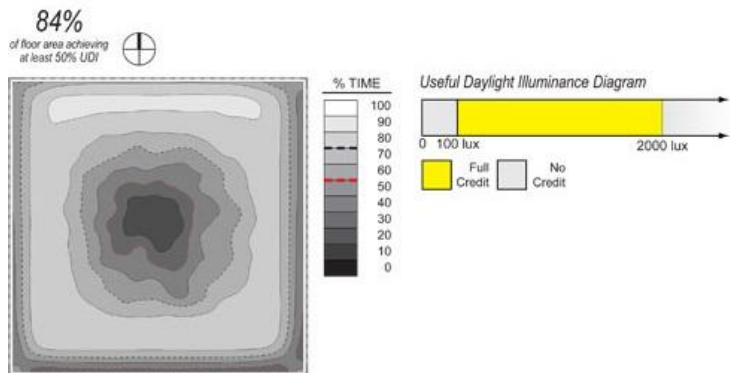 84%
of floor area achieving
at least 50% UDI
% TIME
100
90
80
70
60
50
40
30
20
10
0
Useful Daylight Illuminance Diagram
0 100 lux 2000 lux
Full No
Credit Credit